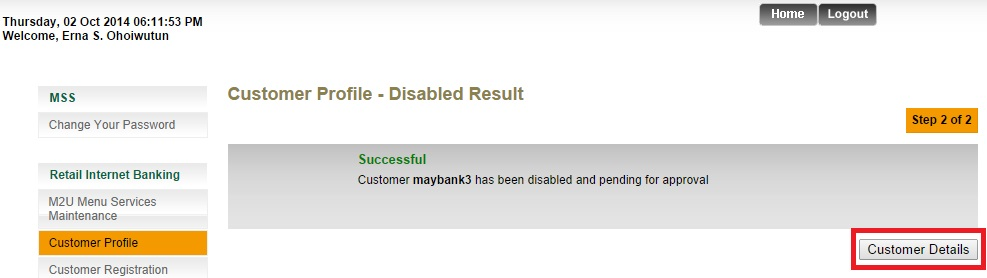 Thursday, 02 Oct 2014 06:11:53 PM
Welcome, Erna S. Ohoiwutun
Home
Logout
MSS
Change Your Password
Retail Internet Banking
M2U Menu Services
Maintenance
Customer Profile
Customer Registration
Customer Profile - Disabled Result
Step 2 of 2
Successful
Customer maybank3 has been disabled and pending for approval
Customer Details